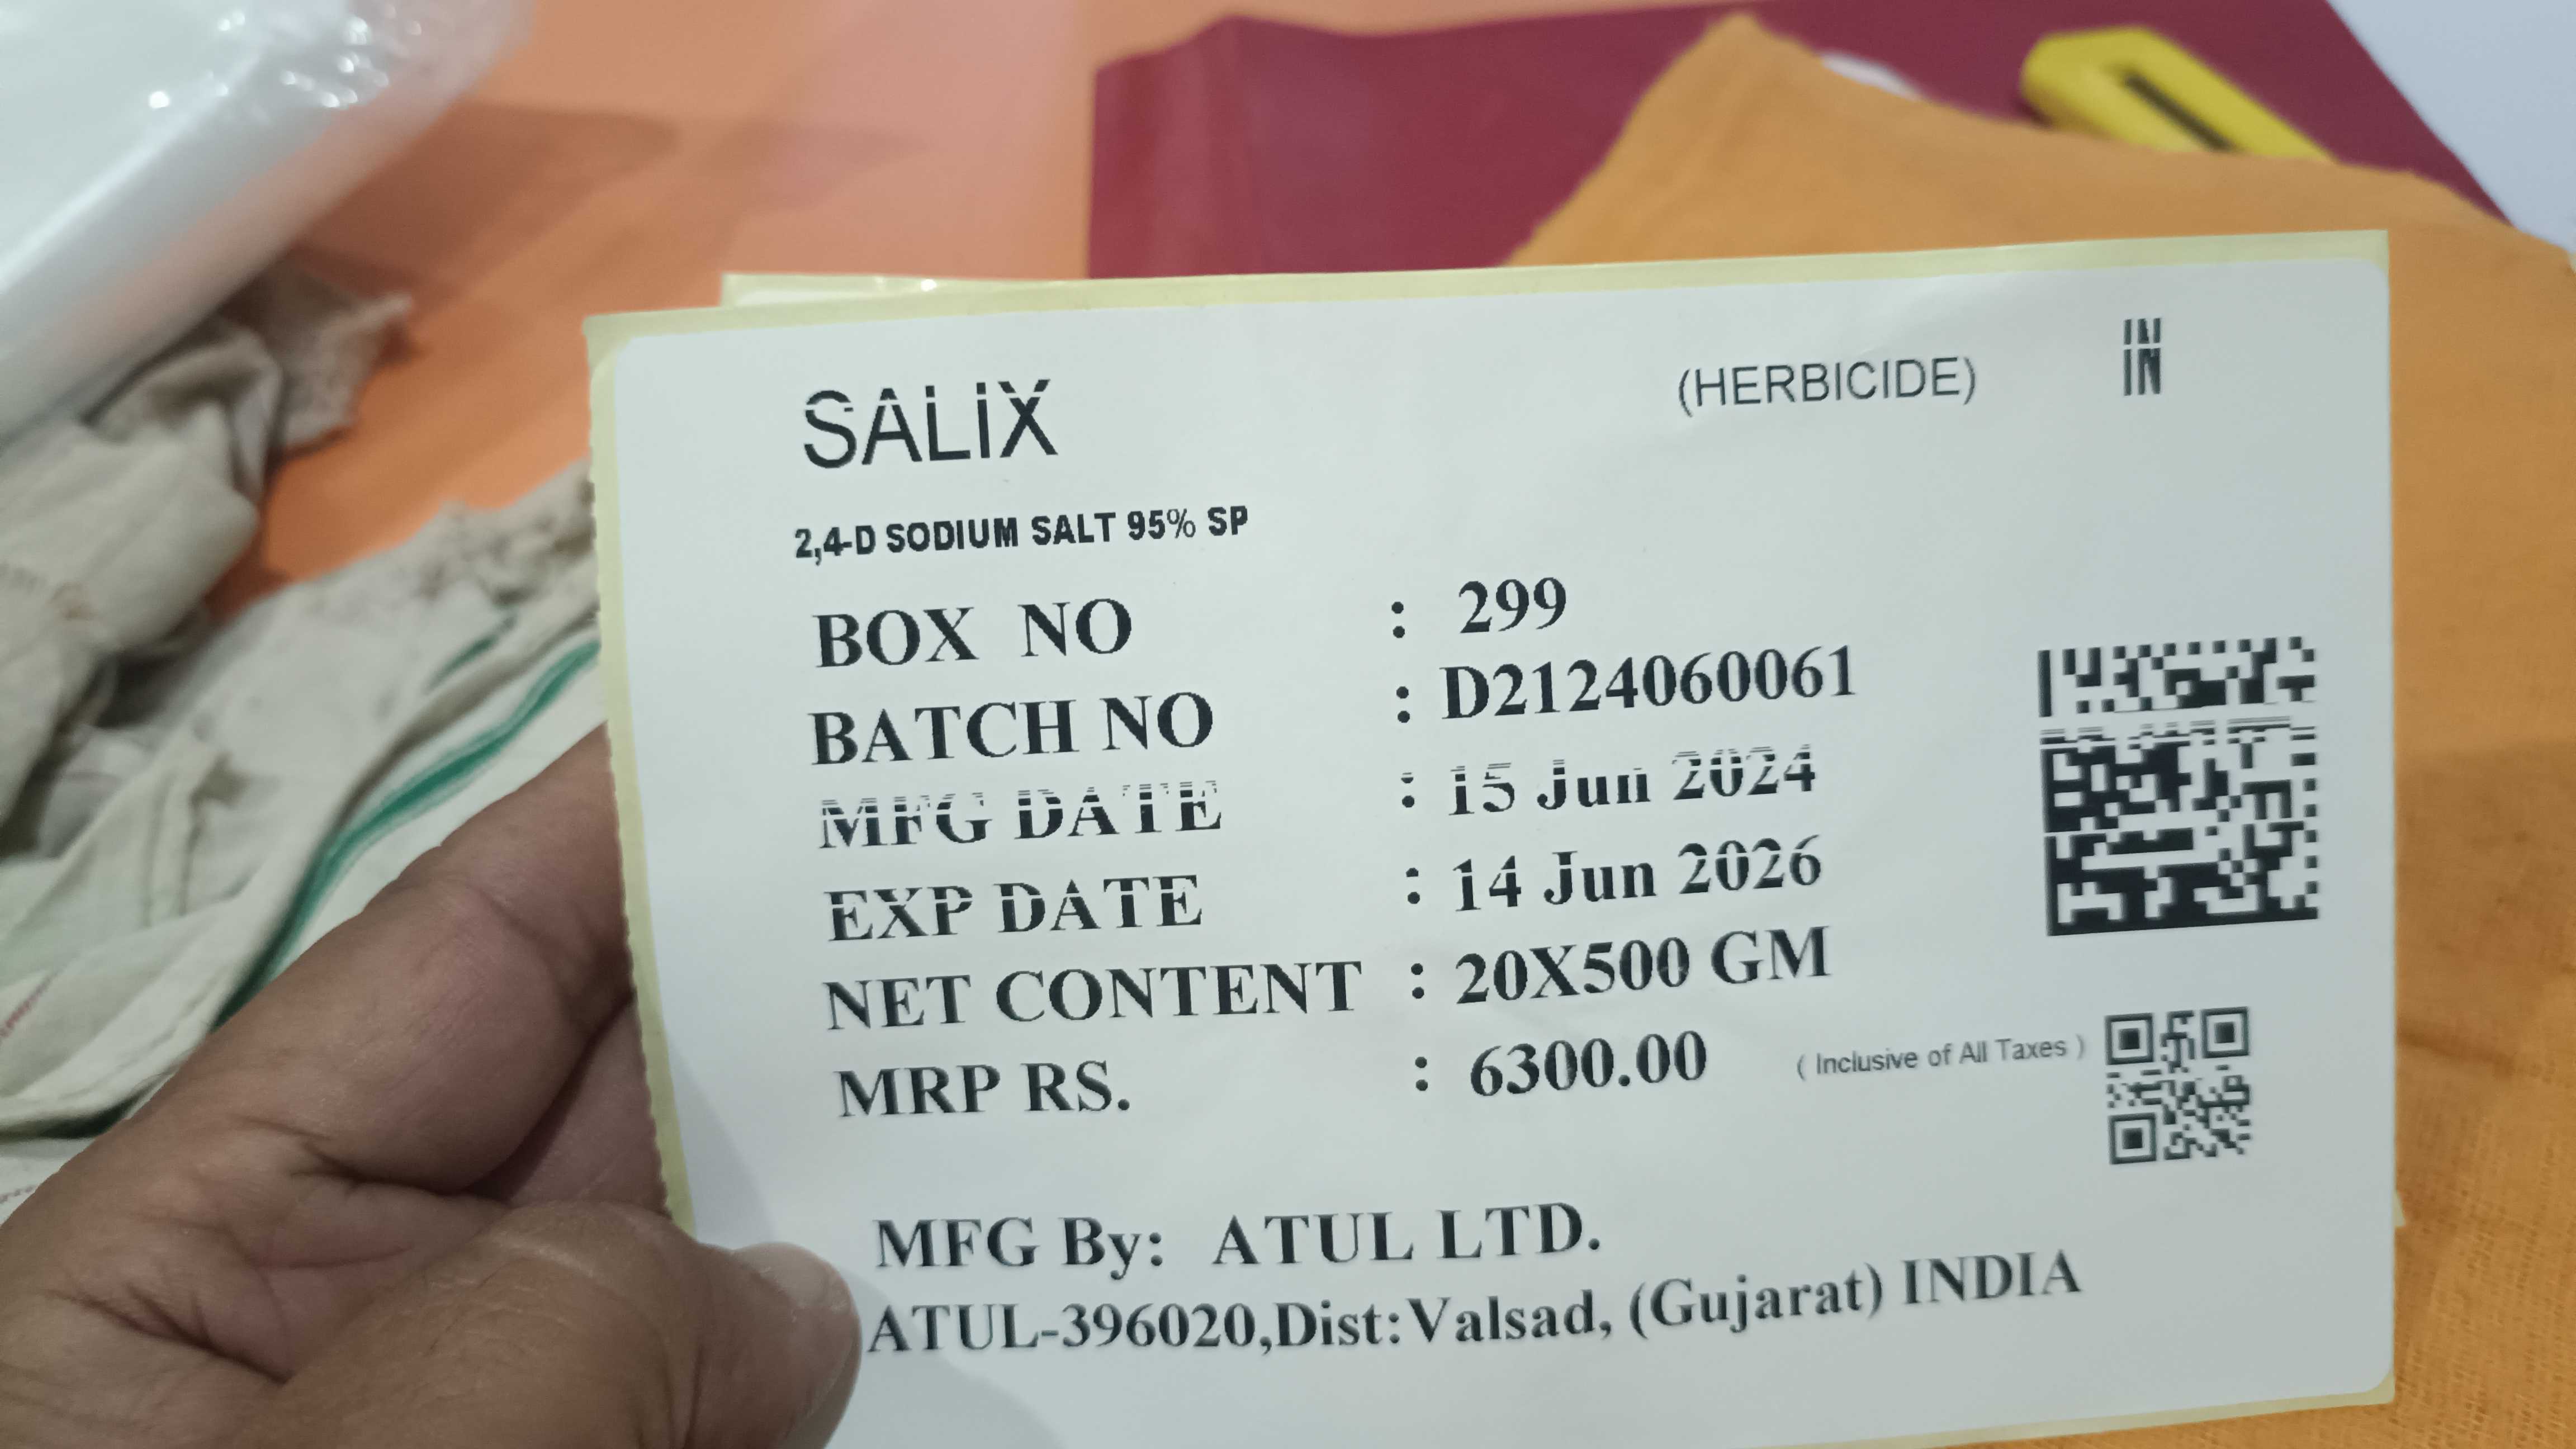 SALIX (HERBICIDE) IN
2,4-D SODIUM SALT 95% SP
BOX NO : 299
BATCH NO : D2124060061
MFG DATE : 15 Jun 2024
EXP DATE : 14 Jun 2026
NET CONTENT : 20X500 GM
MRP RS. : 6300.00 ( Inclusive of All Taxes )
MFG By: ATUL LTD.
ATUL-396020,Dist:Valsad, (Gujarat) INDIA